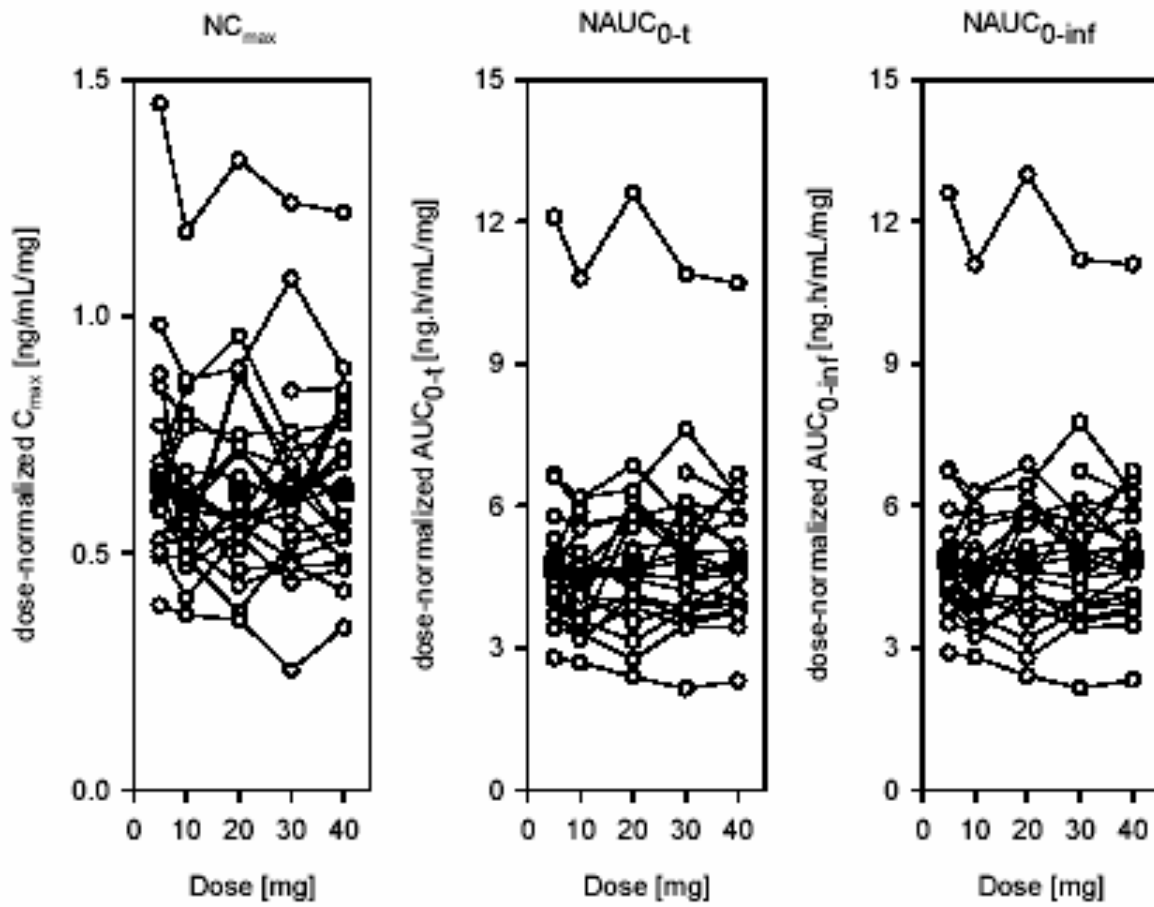 NCmax
NAUC0-t
NAUC0-inf
dose-normalized Cmax [ng/mL/mg]
1.5
1.0
0.5
0.0
0 10 20 30 40
Dose [mg]
dose-normalized AUC0-t [ng.h/mL/mg]
15
12
9
6
3
0
0 10 20 30 40
Dose [mg]
dose-normalized AUC0-inf [ng.h/mL/mg]
15
12
9
6
3
0
0 10 20 30 40
Dose [mg]